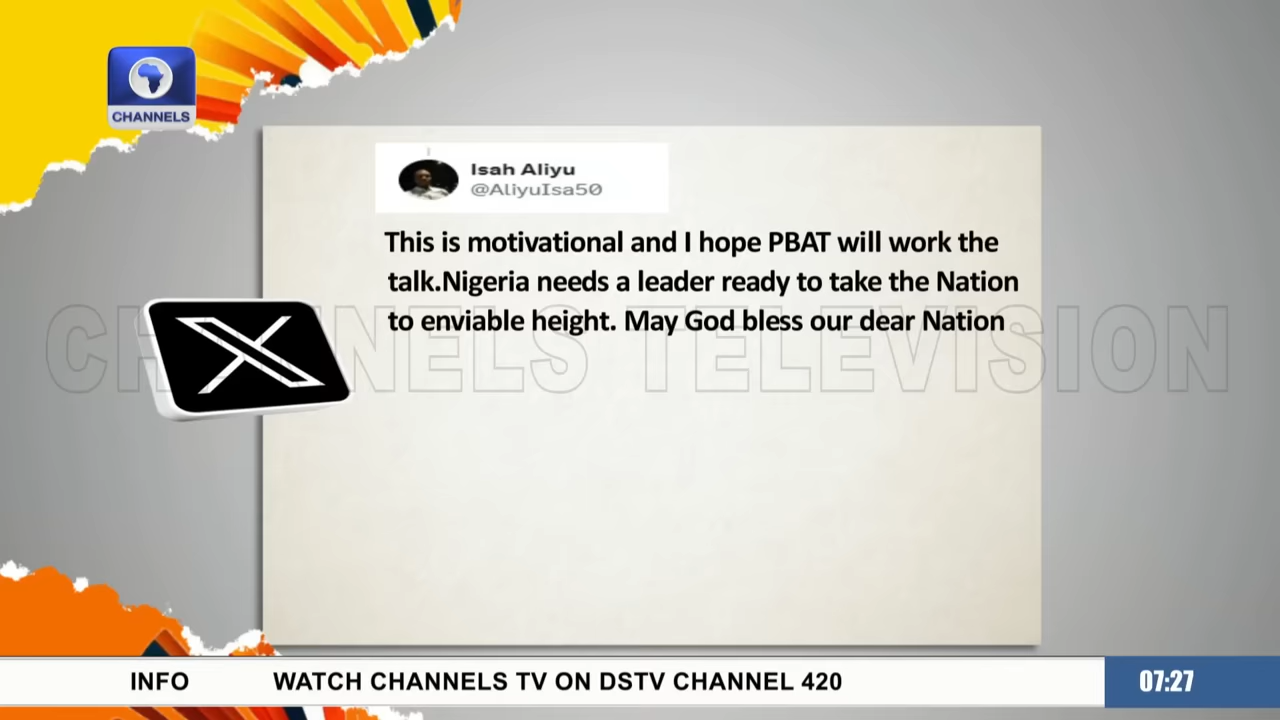 CHANNELS
Isah Aliyu
@AliyuIsa50
This is motivational and I hope PBAT will work the
talk.Nigeria needs a leader ready to take the Nation
to enviable height. May God bless our dear Nation
CHANNELS TELEVISION
INFO WATCH CHANNELS TV ON DSTV CHANNEL 420 07:27